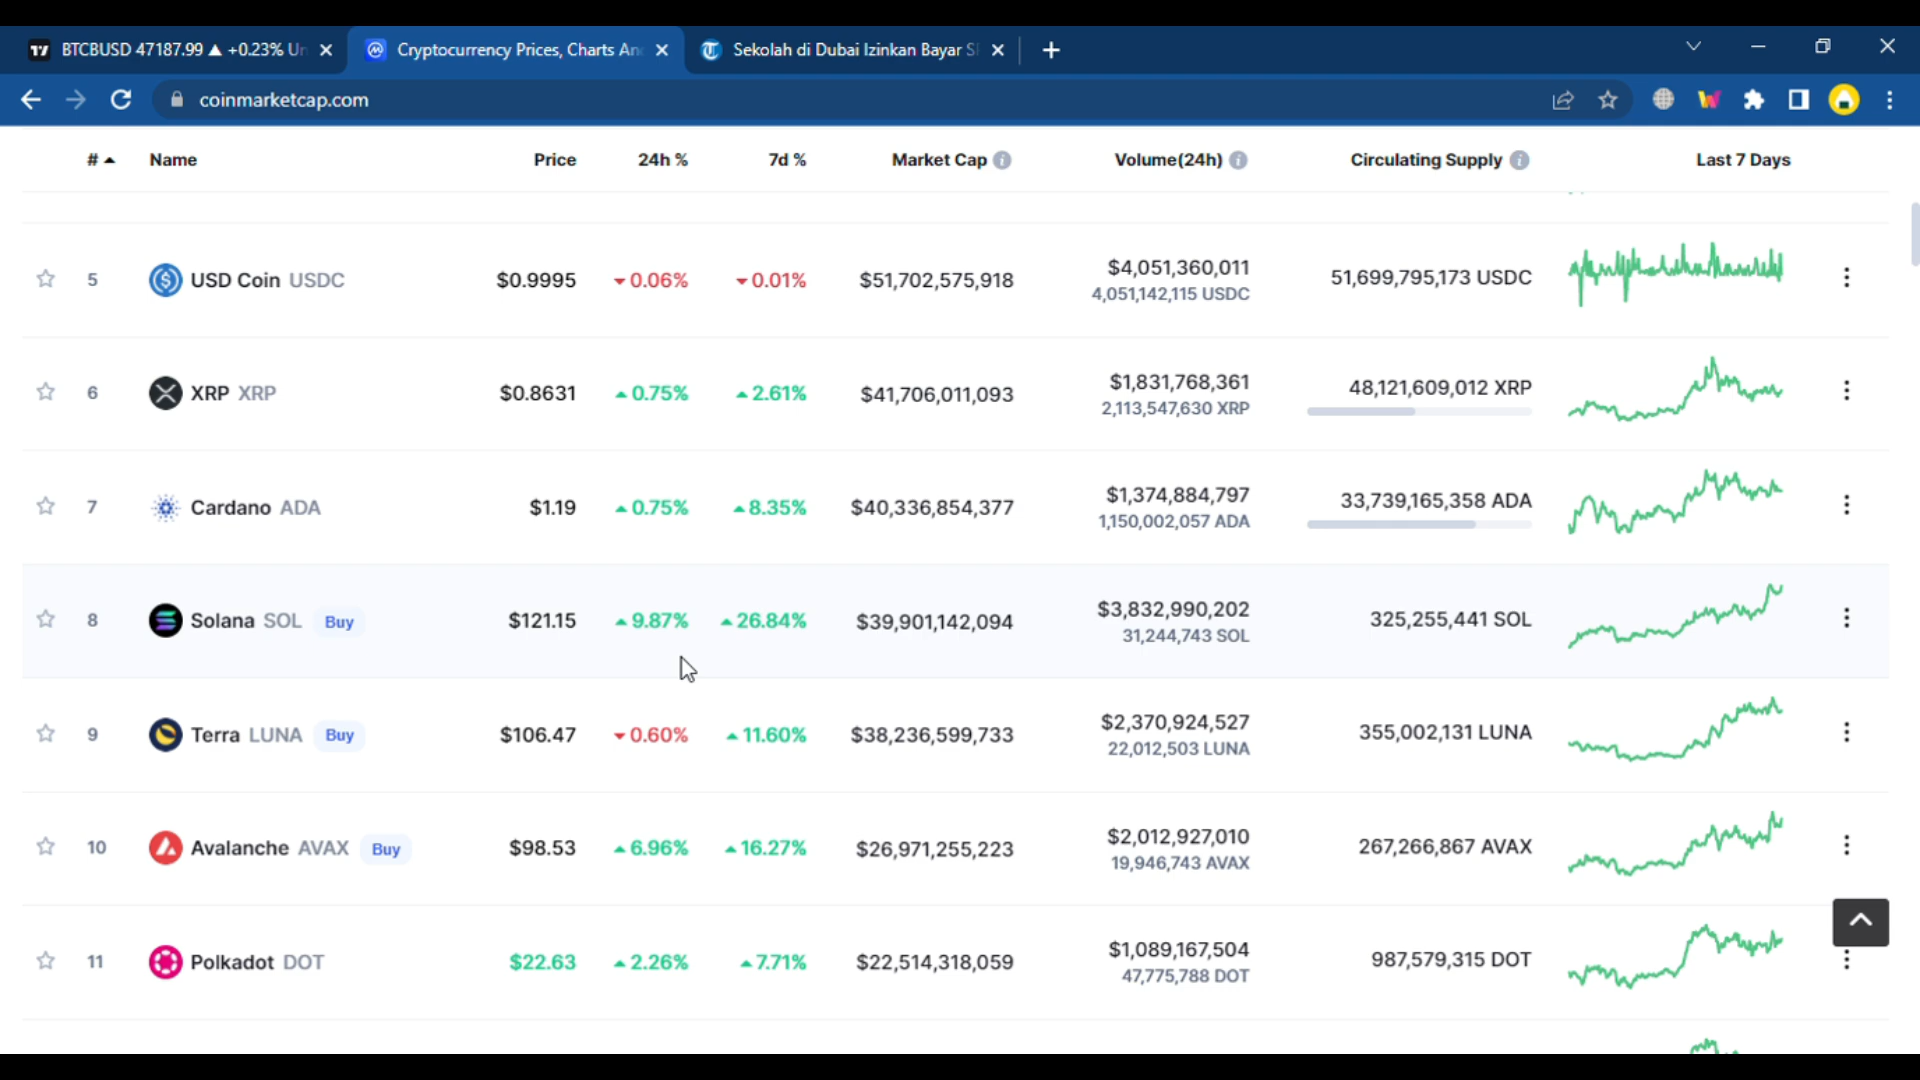 BTCBUSD 47187.99 ▲ +0.23% Un
Cryptocurrency Prices, Charts An
Sekolah di Dubai Izinkan Bayar S
coinmarketcap.com
# Name Price 24h % 7d % Market Cap Volume(24h) Circulating Supply Last 7 Days
5 USD Coin USDC $0.9995 0.06% 0.01% $51,702,575,918 $4,051,360,011 51,699,795,173 USDC
4,051,142,115 USDC
6 XRP XRP $0.8631 0.75% 2.61% $41,706,011,093 $1,831,768,361 48,121,609,012 XRP
2,113,547,630 XRP
7 Cardano ADA $1.19 0.75% 8.35% $40,336,854,377 $1,374,884,797 33,739,165,358 ADA
1,150,002,057 ADA
8 Solana SOL Buy $121.15 9.87% 26.84% $39,901,142,094 $3,832,990,202 325,255,441 SOL
31,244,743 SOL
9 Terra LUNA Buy $106.47 0.60% 11.60% $38,236,599,733 $2,370,924,527 355,002,131 LUNA
22,012,503 LUNA
10 Avalanche AVAX Buy $98.53 6.96% 16.27% $26,971,255,223 $2,012,927,010 267,266,867 AVAX
19,946,743 AVAX
11 Polkadot DOT $22.63 2.26% 7.71% $22,514,318,059 $1,089,167,504 987,579,315 DOT
47,775,788 DOT